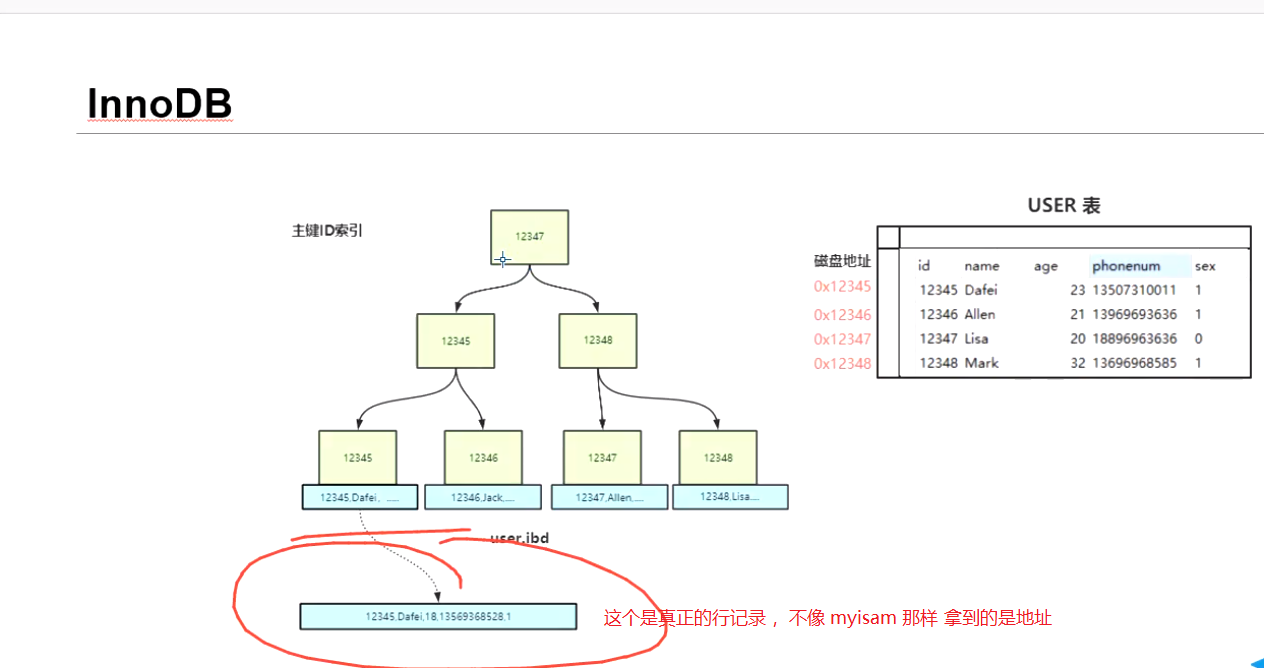 InnoDB
主键ID索引
12347
12345
12348
12345
12346
12347
12348
12345,Dafei, ......
12346,Jack,....
12347,Allen,....
12348,Lisa....
user.ibd
12345,Dafei,18,13569368528,1
这个是真正的行记录 ，不像 myisam 那样 拿到的是地址
USER 表
磁盘地址
0x12345
0x12346
0x12347
0x12348
id name age phonenum sex
12345 Dafei 23 13507310011 1
12346 Allen 21 13969693636 1
12347 Lisa 20 18896963636 0
12348 Mark 32 13696968585 1